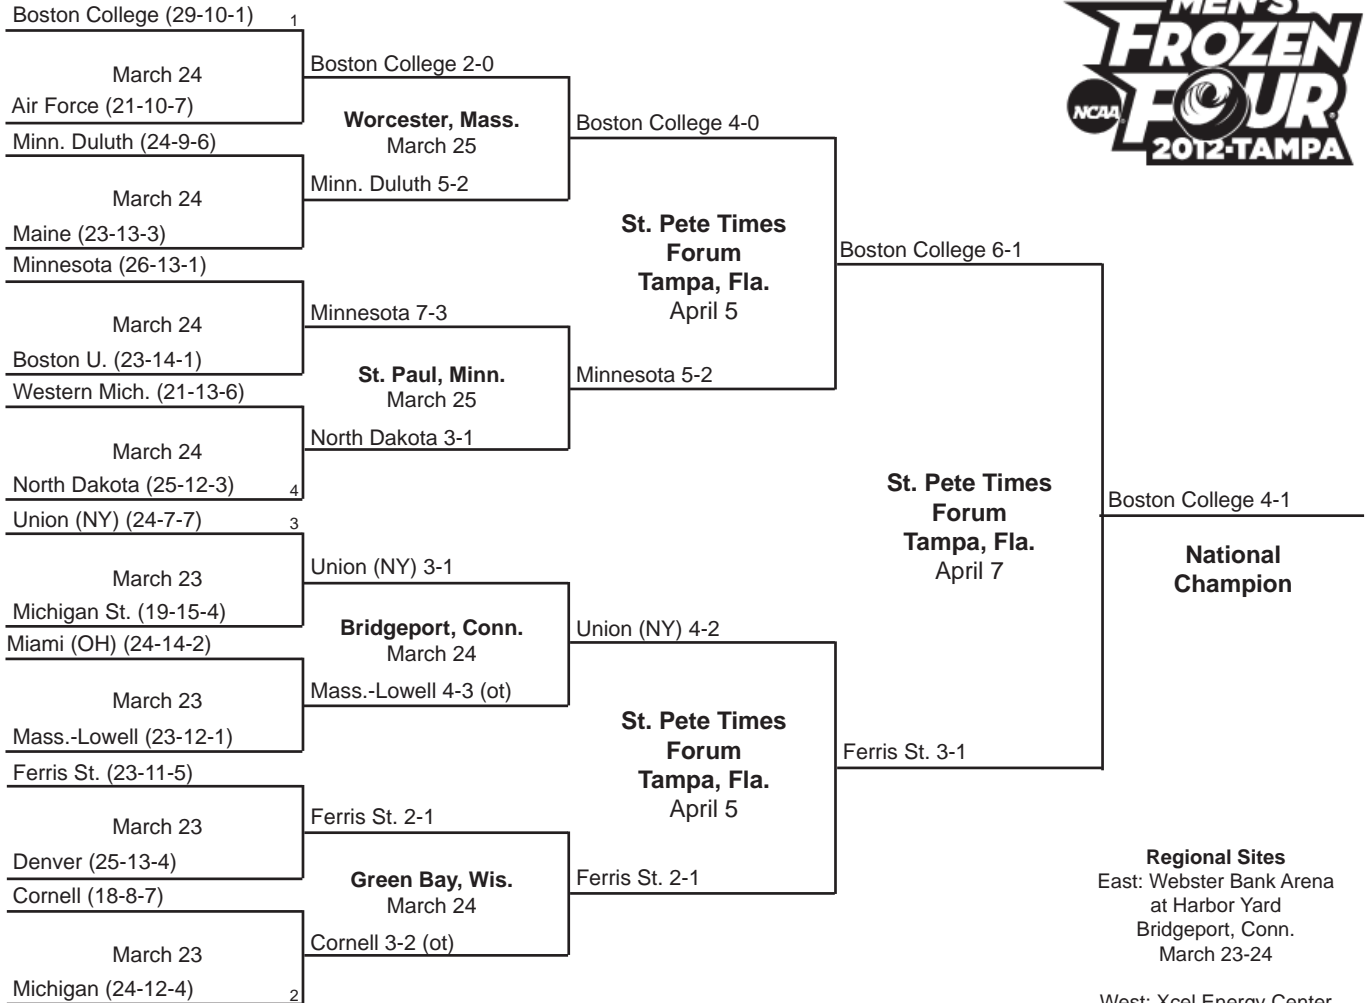 Boston College (29-10-1) 1
March 24
Air Force (21-10-7)
Minn. Duluth (24-9-6)
March 24
Maine (23-13-3)
Minnesota (26-13-1)
March 24
Boston U. (23-14-1)
Western Mich. (21-13-6)
March 24
North Dakota (25-12-3) 4
Union (NY) (24-7-7) 3
March 23
Michigan St. (19-15-4)
Miami (OH) (24-14-2)
March 23
Mass.-Lowell (23-12-1)
Ferris St. (23-11-5)
March 23
Denver (25-13-4)
Cornell (18-8-7)
March 23
Michigan (24-12-4) 2
Boston College 2-0
Worcester, Mass.
March 25
Minn. Duluth 5-2
Minnesota 7-3
St. Paul, Minn.
March 25
North Dakota 3-1
Union (NY) 3-1
Bridgeport, Conn.
March 24
Mass.-Lowell 4-3 (ot)
Ferris St. 2-1
Green Bay, Wis.
March 24
Cornell 3-2 (ot)
Boston College 4-0
St. Pete Times
Forum
Tampa, Fla.
April 5
Minnesota 5-2
Union (NY) 4-2
St. Pete Times
Forum
Tampa, Fla.
April 5
Ferris St. 2-1
Boston College 6-1
St. Pete Times
Forum
Tampa, Fla.
April 7
Ferris St. 3-1
MEN'S
FROZEN
NCAA FOUR
2012-TAMPA
Boston College 4-1
National
Champion
Regional Sites
East: Webster Bank Arena
at Harbor Yard
Bridgeport, Conn.
March 23-24
West: Xcel Energy Center